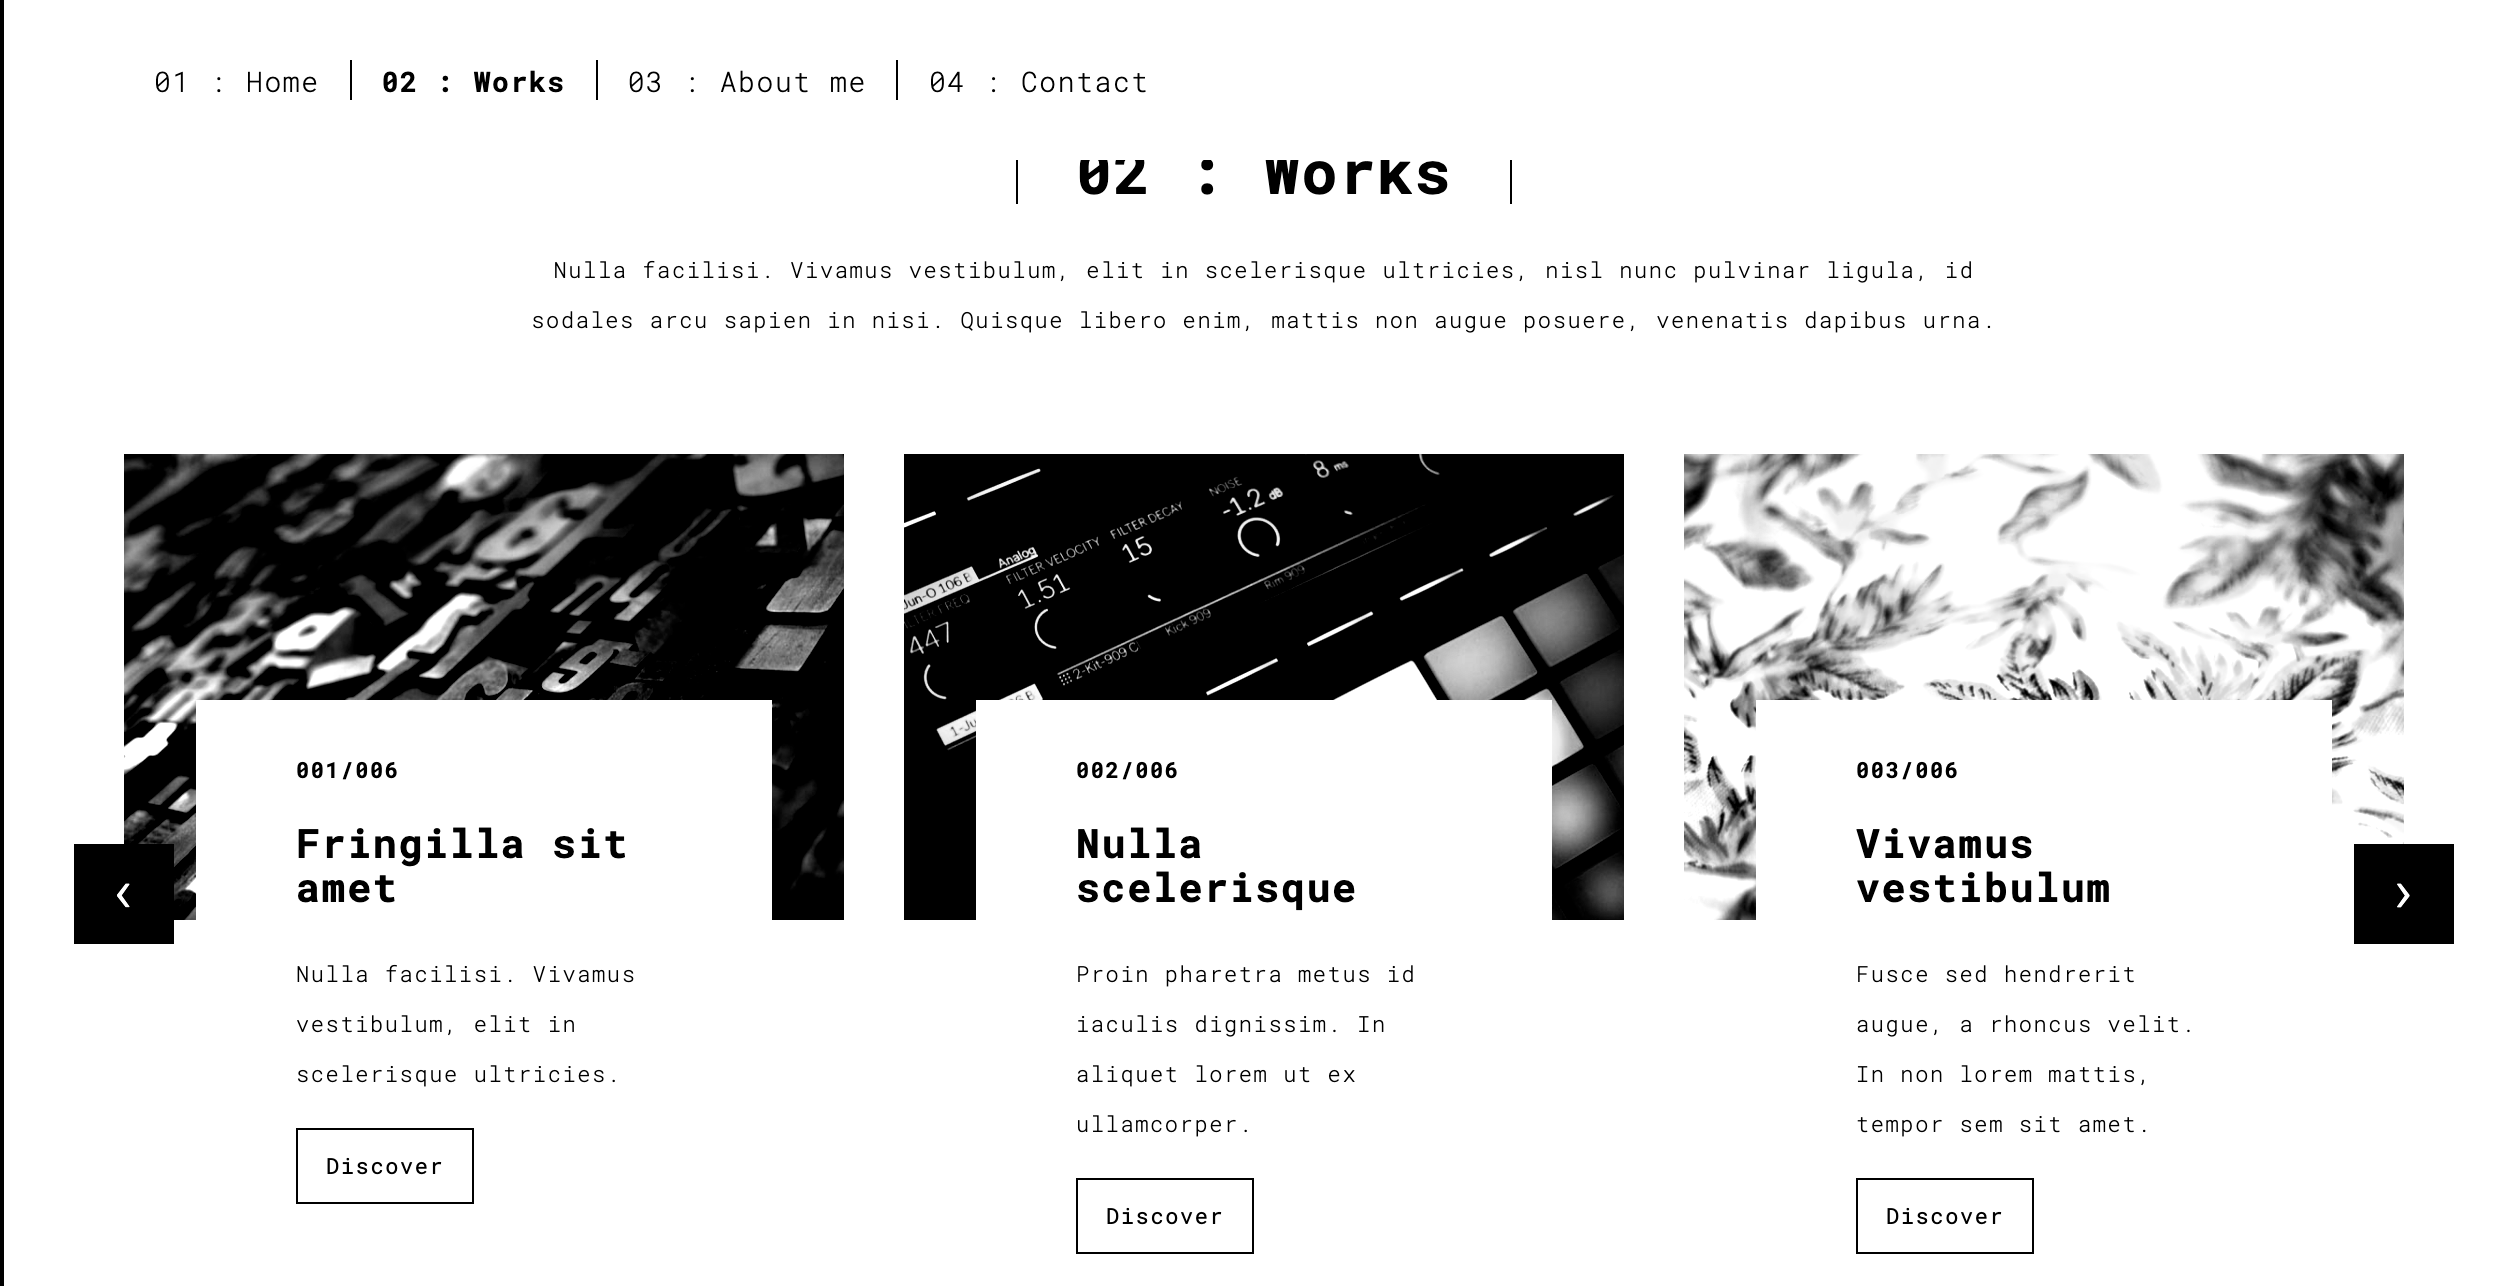 01 : Home
02 : Works
03 : About me
04 : Contact
02 : Works
Nulla facilisi. Vivamus vestibulum, elit in scelerisque ultricies, nisl nunc pulvinar ligula, id
sodales arcu sapien in nisi. Quisque libero enim, mattis non augue posuere, venenatis dapibus urna.
8 ms
NOISE
-1.2 dB
FILTER DECAY
15
Analog
FILTER VELOCITY
1.51
Jun-O 106 B
447
Rim 909
Kick 909
2-Kit-909 C
001/006
Fringilla sit
amet
Nulla facilisi. Vivamus
vestibulum, elit in
scelerisque ultricies.
Discover
002/006
Nulla
scelerisque
Proin pharetra metus id
iaculis dignissim. In
aliquet lorem ut ex
ullamcorper.
Discover
003/006
Vivamus
vestibulum
Fusce sed hendrerit
augue, a rhoncus velit.
In non lorem mattis,
tempor sem sit amet.
Discover
‹
›